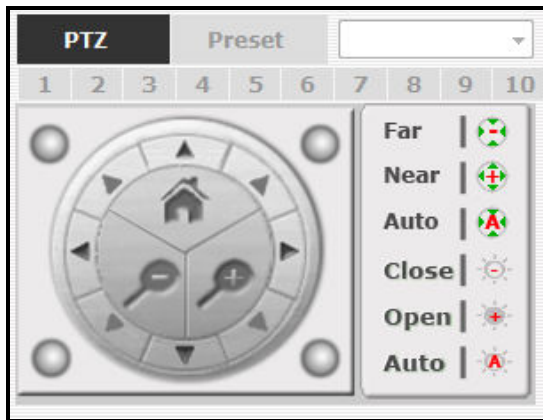 PTZ Preset
1 2 3 4 5 6 7 8 9 10
Far
Near
Auto A
Close
Open
Auto A